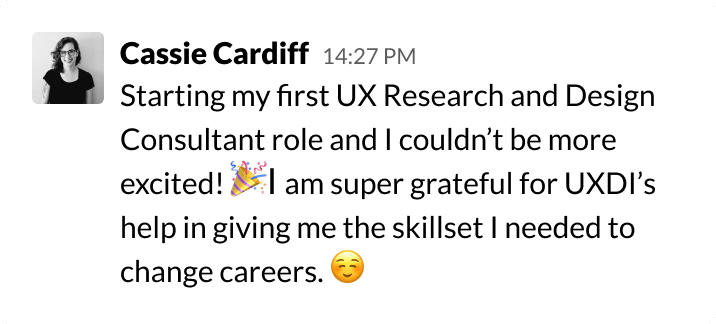 Cassie Cardiff 14:27 PM
Starting my first UX Research and Design
Consultant role and I couldn’t be more
excited! 🎉I am super grateful for UXDI’s
help in giving me the skillset I needed to
change careers. ☺️